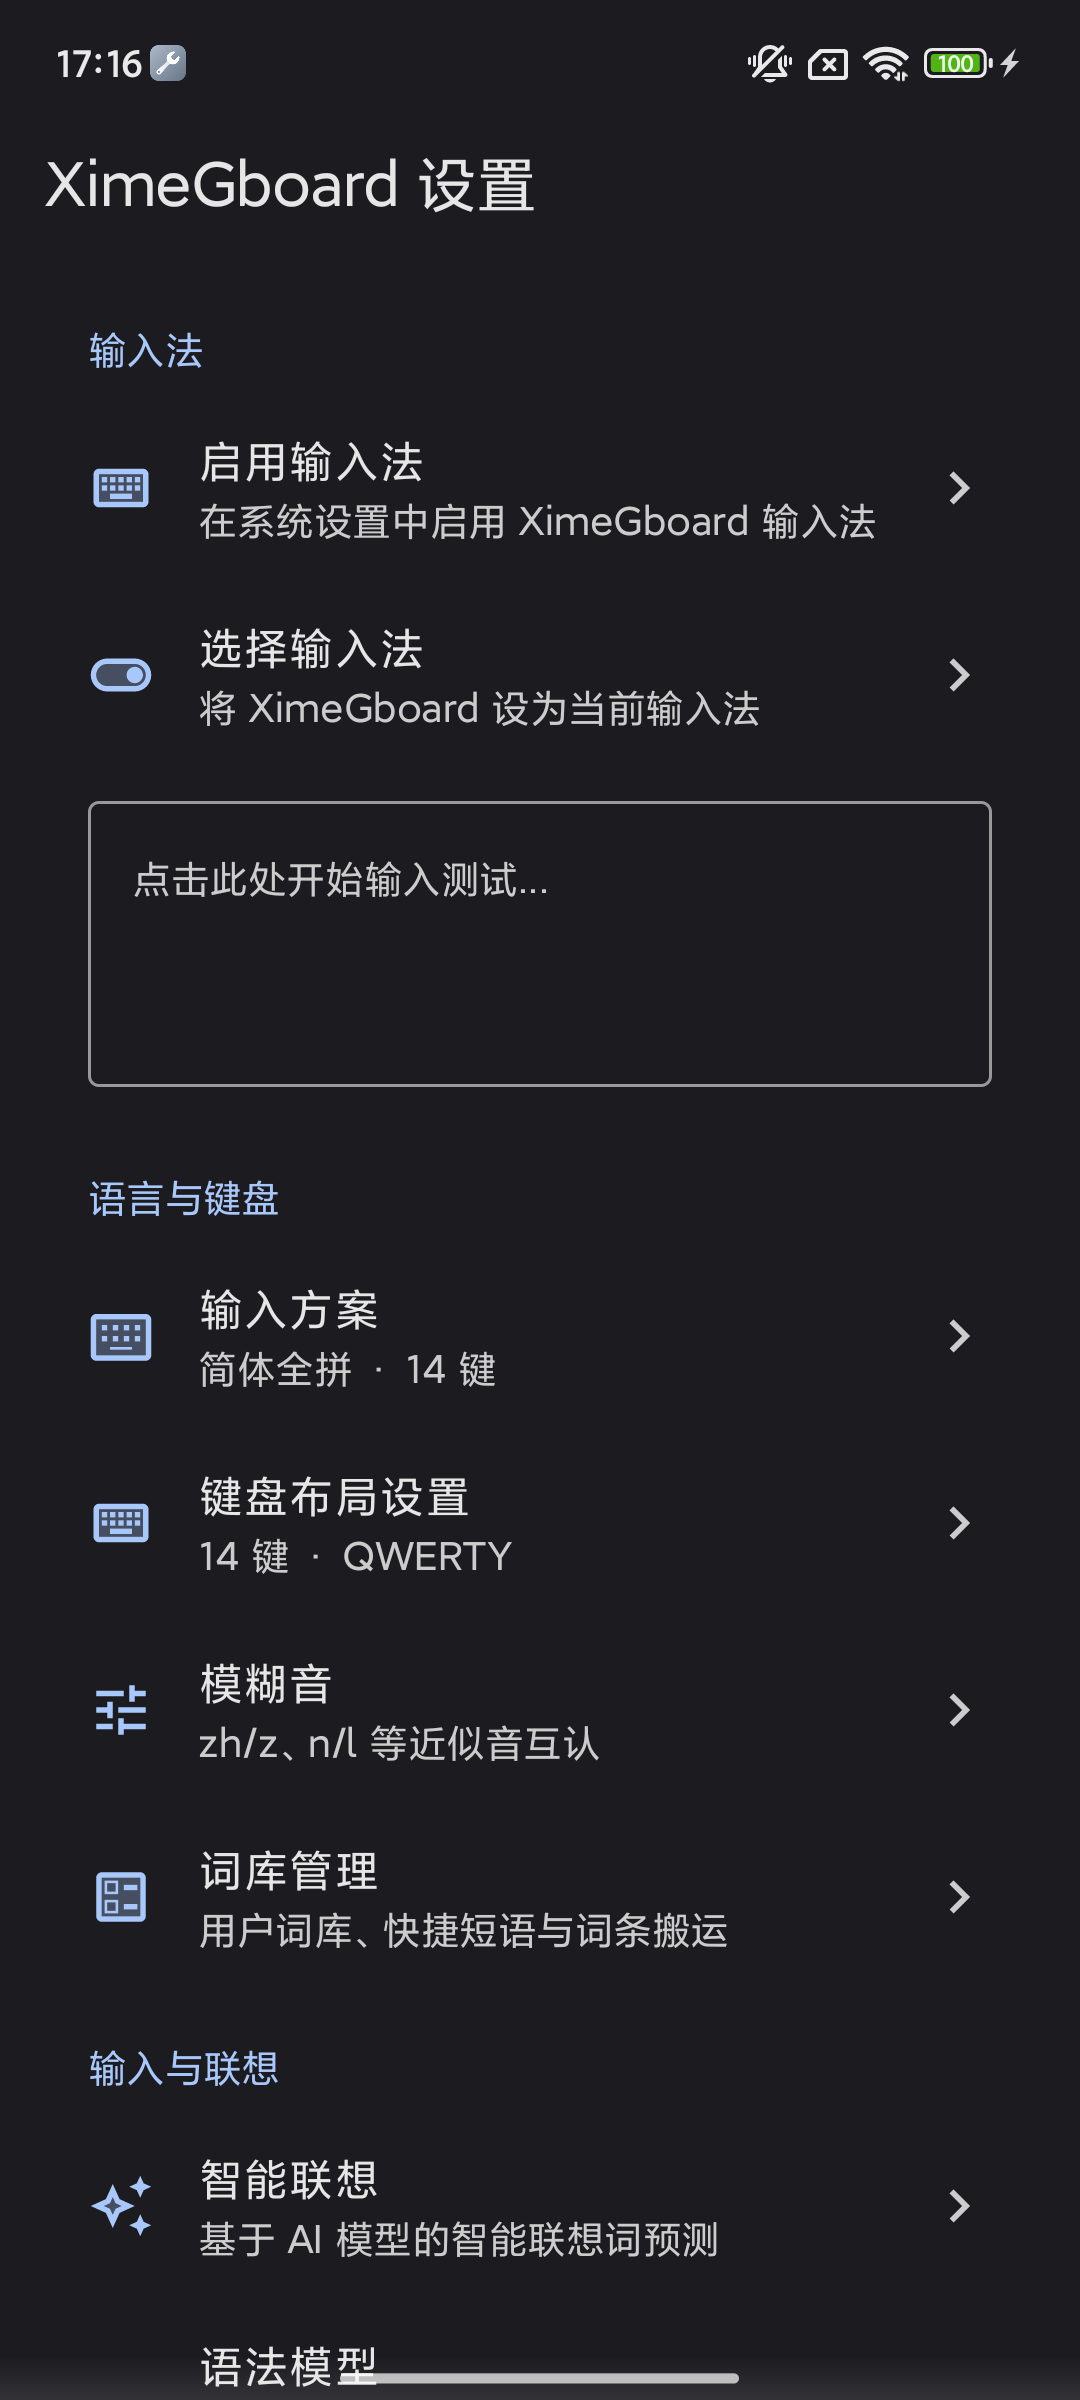 17:16
100
XimeGboard 设置
输入法
启用输入法
在系统设置中启用 XimeGboard 输入法
选择输入法
将 XimeGboard 设为当前输入法
点击此处开始输入测试...
语言与键盘
输入方案
简体全拼 · 14 键
键盘布局设置
14 键 · QWERTY
模糊音
zh/z、n/l 等近似音互认
词库管理
用户词库、快捷短语与词条搬运
输入与联想
智能联想
基于 AI 模型的智能联想词预测
语法模型